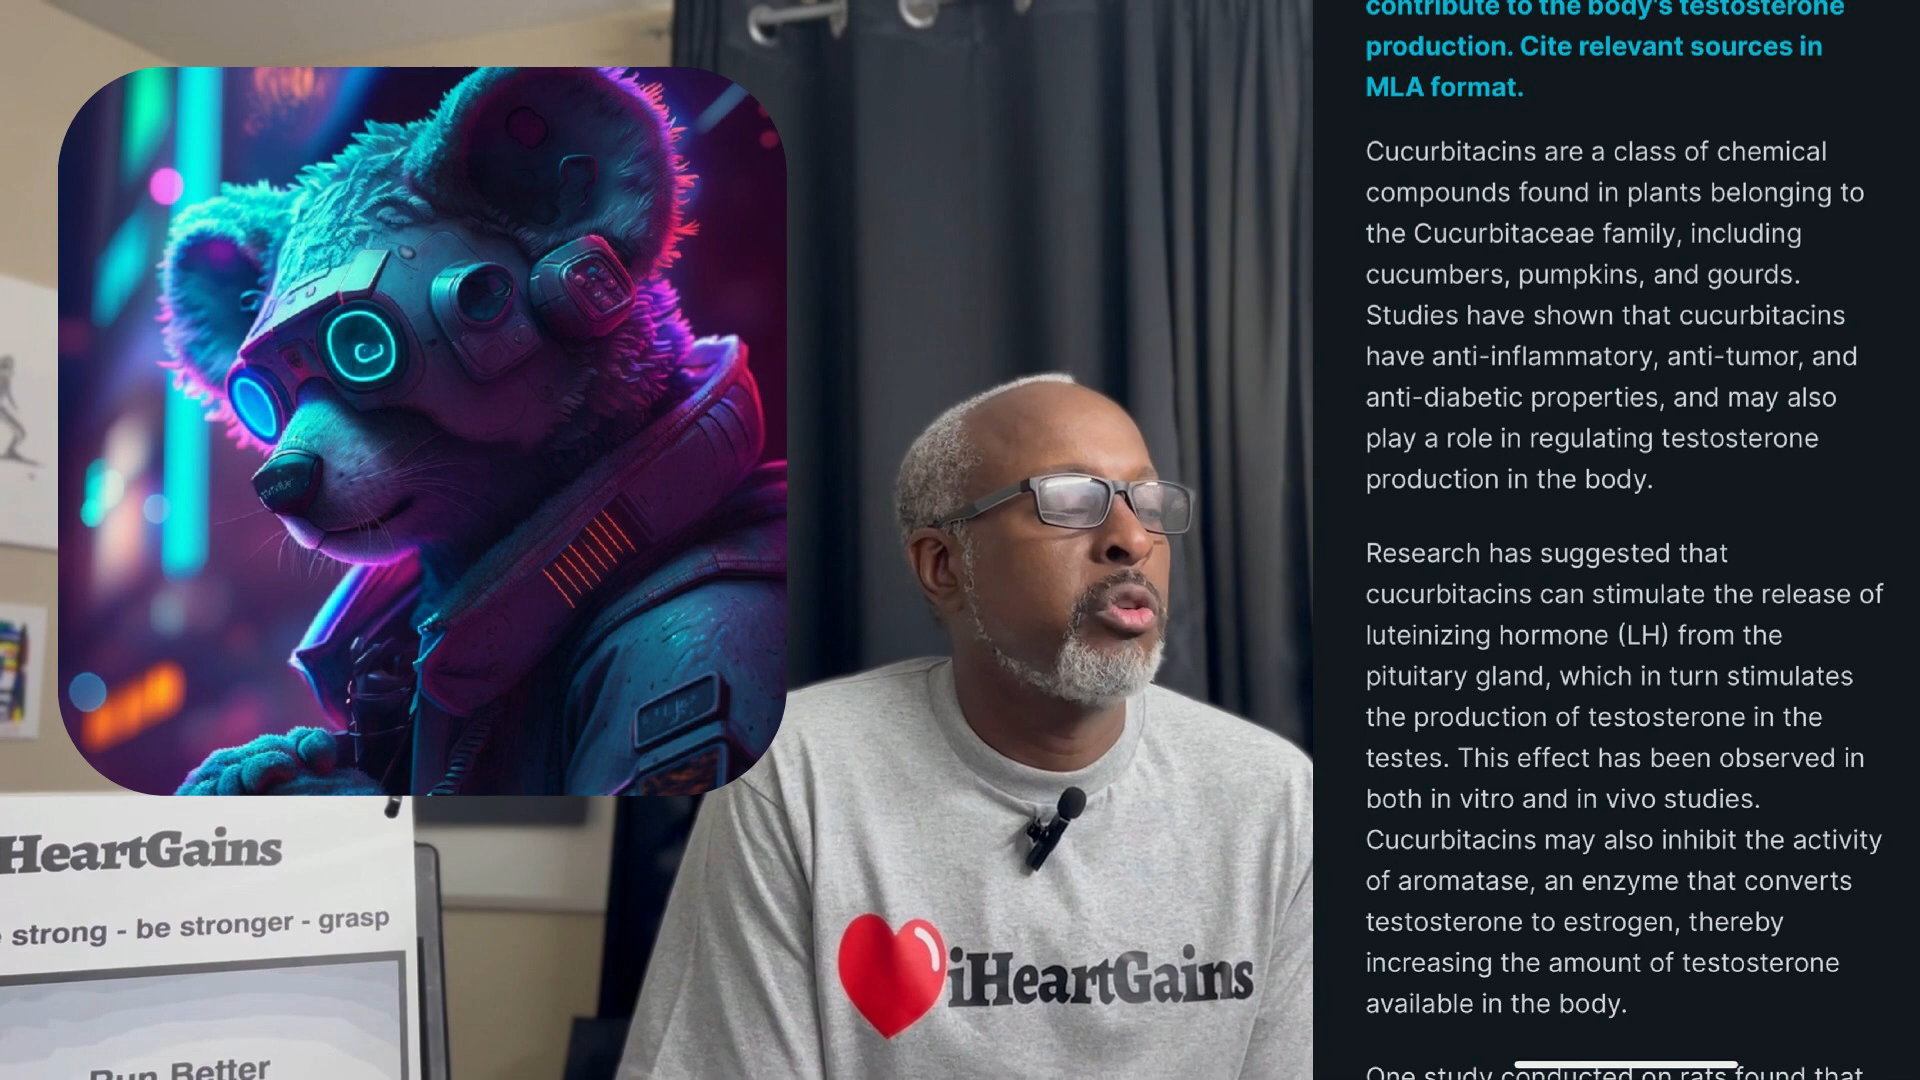 HeartGains
strong - be stronger - grasp
Run Better
iHeartGains
contribute to the body's testosterone
production. Cite relevant sources in
MLA format.
Cucurbitacins are a class of chemical
compounds found in plants belonging to
the Cucurbitaceae family, including
cucumbers, pumpkins, and gourds.
Studies have shown that cucurbitacins
have anti-inflammatory, anti-tumor, and
anti-diabetic properties, and may also
play a role in regulating testosterone
production in the body.
Research has suggested that
cucurbitacins can stimulate the release of
luteinizing hormone (LH) from the
pituitary gland, which in turn stimulates
the production of testosterone in the
testes. This effect has been observed in
both in vitro and in vivo studies.
Cucurbitacins may also inhibit the activity
of aromatase, an enzyme that converts
testosterone to estrogen, thereby
increasing the amount of testosterone
available in the body.
One study conducted on rats found that